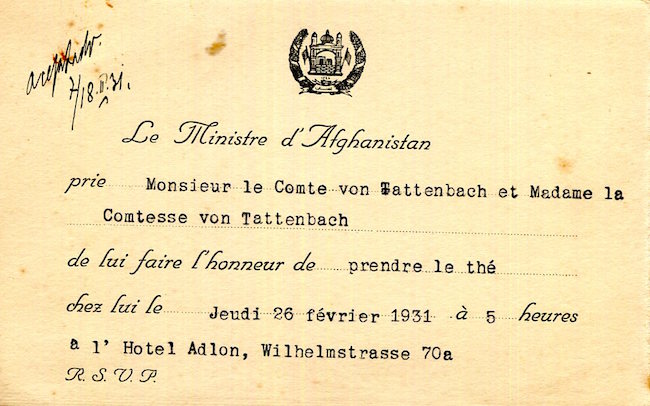 Le Ministre d'Afghanistan
prie Monsieur le Comte von Tattenbach et Madame la
Comtesse von Tattenbach
de lui faire l'honneur de prendre le thé
chez lui le Jeudi 26 février 1931 à 5 heures
a l' Hotel Adlon, Wilhelmstrasse 70a
R.S.V.P.